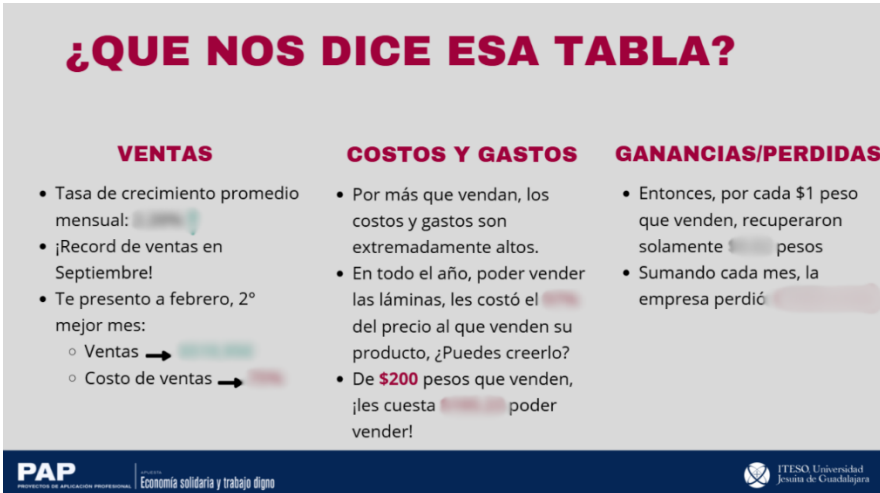 ¿QUE NOS DICE ESA TABLA?
VENTAS
• Tasa de crecimiento promedio
mensual:
• ¡Record de ventas en
Septiembre!
• Te presento a febrero, 2°
mejor mes:
○ Ventas →
○ Costo de ventas →
COSTOS Y GASTOS
• Por más que vendan, los
costos y gastos son
extremadamente altos.
• En todo el año, poder vender
las láminas, les costó el
del precio al que venden su
producto, ¿Puedes creerlo?
• De $200 pesos que venden,
¡les cuesta poder
vender!
GANANCIAS/PERDIDAS
• Entonces, por cada $1 peso
que venden, recuperaron
solamente pesos
• Sumando cada mes, la
empresa perdió
PAP
PROYECTOS DE APLICACIÓN PROFESIONAL
APUESTA
Economía solidaria y trabajo digno
ITESO, Universidad
Jesuita de Guadalajara